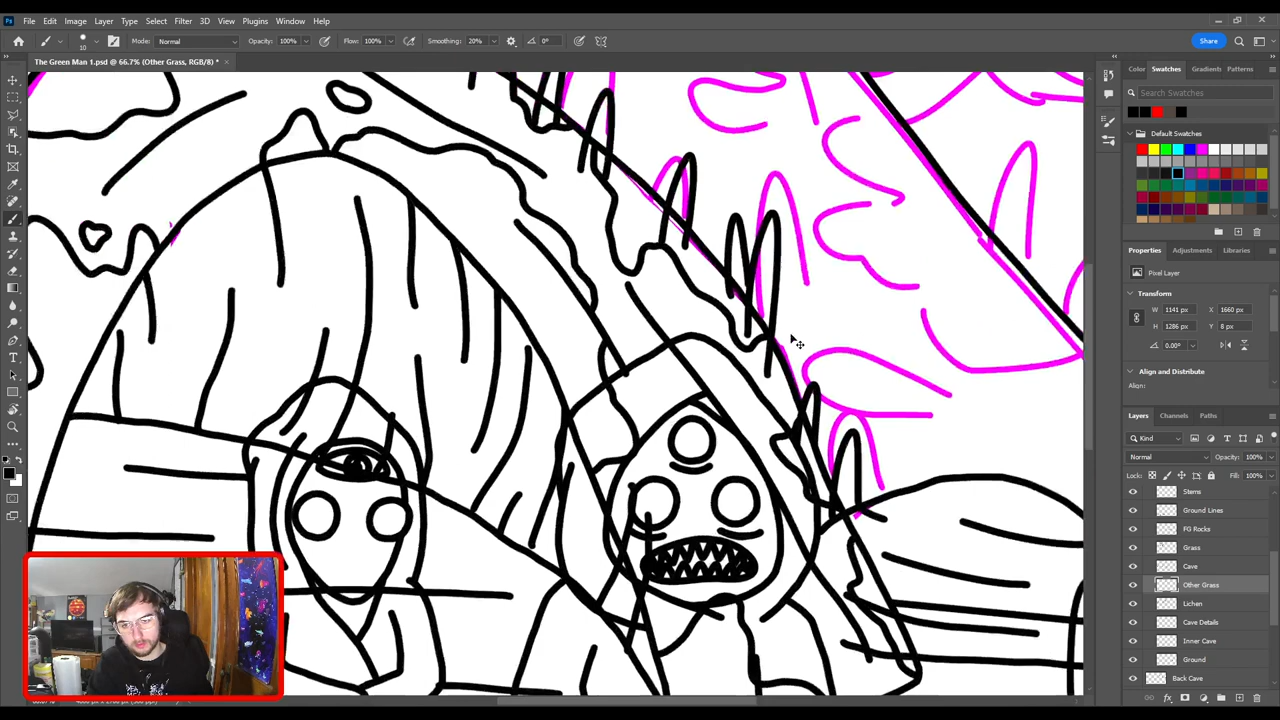 File Edit Image Layer Type Select Filter 3D View Plugins Window Help
10 Mode: Normal Opacity: 100% Flow: 100% Smoothing: 20% 0° Share
The Green Man 1.psd @ 66.7% (Other Grass, RGB/8) * ×
Color Swatches Gradients Patterns
Search Swatches
Default Swatches
Properties Adjustments Libraries
Pixel Layer
Transform
W 1141 px X 1660 px
H 1286 px Y 8 px
0.00°
Align and Distribute
Align:
Layers Channels Paths
Kind
Normal Opacity: 100%
Lock: Fill: 100%
Stems
Ground Lines
FG Rocks
Grass
Cave
Other Grass
Lichen
Cave Details
Inner Cave
Ground
Back Cave